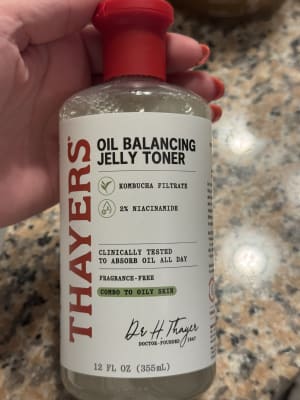 THAYERS®
OIL BALANCING
JELLY TONER
KOMBUCHA FILTRATE
2% NIACINAMIDE
CLINICALLY TESTED
TO ABSORB OIL ALL DAY
FRAGRANCE-FREE
COMBO TO OILY SKIN
Dr H. Thayer
DOCTOR-FOUNDED 1847
12 FL OZ (355mL)